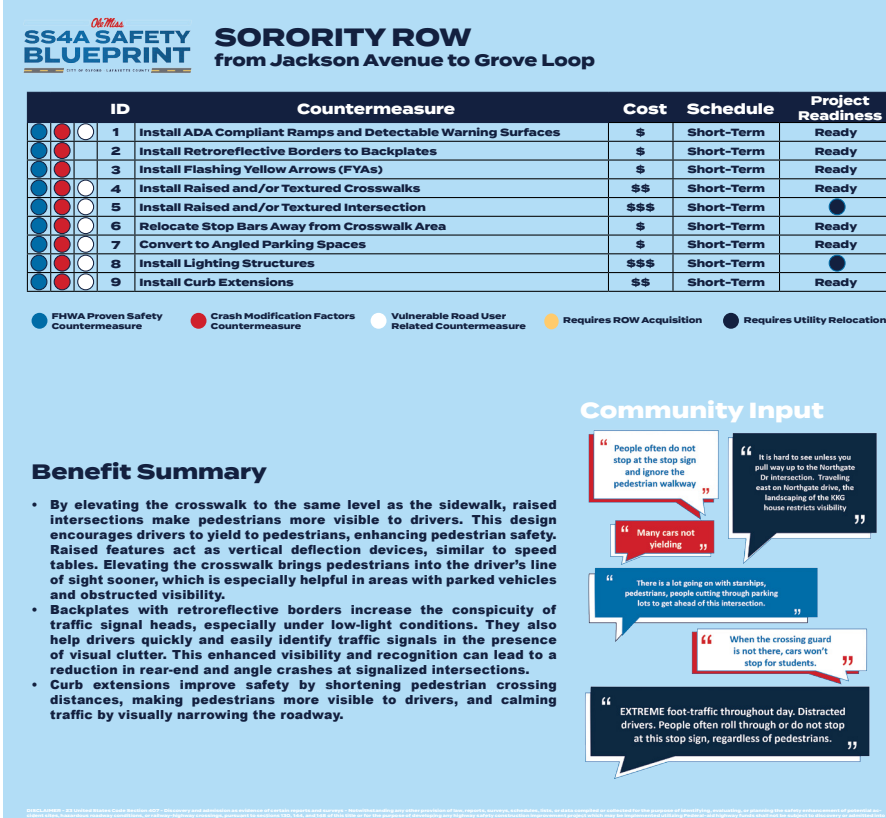 Ole Miss
SS4A SAFETY
BLUEPRINT
CITY OF OXFORD - LAFAYETTE COUNTY
SORORITY ROW
from Jackson Avenue to Grove Loop
ID Countermeasure Cost Schedule Project Readiness
1 Install ADA Compliant Ramps and Detectable Warning Surfaces $ Short-Term Ready
2 Install Retroreflective Borders to Backplates $ Short-Term Ready
3 Install Flashing Yellow Arrows (FYAs) $ Short-Term Ready
4 Install Raised and/or Textured Crosswalks $$ Short-Term Ready
5 Install Raised and/or Textured Intersection $$$ Short-Term
6 Relocate Stop Bars Away from Crosswalk Area $ Short-Term Ready
7 Convert to Angled Parking Spaces $ Short-Term Ready
8 Install Lighting Structures $$$ Short-Term
9 Install Curb Extensions $$ Short-Term Ready
FHWA Proven Safety
Countermeasure
Crash Modification Factors
Countermeasure
Vulnerable Road User
Related Countermeasure
Requires ROW Acquisition
Requires Utility Relocation
Benefit Summary
• By elevating the crosswalk to the same level as the sidewalk, raised
intersections make pedestrians more visible to drivers. This design
encourages drivers to yield to pedestrians, enhancing pedestrian safety.
Raised features act as vertical deflection devices, similar to speed
tables. Elevating the crosswalk brings pedestrians into the driver's line
of sight sooner, which is especially helpful in areas with parked vehicles
and obstructed visibility.
• Backplates with retroreflective borders increase the conspicuity of
traffic signal heads, especially under low-light conditions. They also
help drivers quickly and easily identify traffic signals in the presence
of visual clutter. This enhanced visibility and recognition can lead to a
reduction in rear-end and angle crashes at signalized intersections.
• Curb extensions improve safety by shortening pedestrian crossing
distances, making pedestrians more visible to drivers, and calming
traffic by visually narrowing the roadway.
Community Input
“ People often do not
stop at the stop sign
and ignore the
pedestrian walkway ”
“ It is hard to see unless you
pull way up to the Northgate
Dr intersection. Traveling
east on Northgate drive, the
landscaping of the KKG
house restricts visibility ”
“ Many cars not
yielding ”
“ There is a lot going on with starships,
pedestrians, people cutting through parking
lots to get ahead of this intersection. ”
“ When the crossing guard
is not there, cars won't
stop for students. ”
“ EXTREME foot-traffic throughout day. Distracted
drivers. People often roll through or do not stop
at this stop sign, regardless of pedestrians. ”